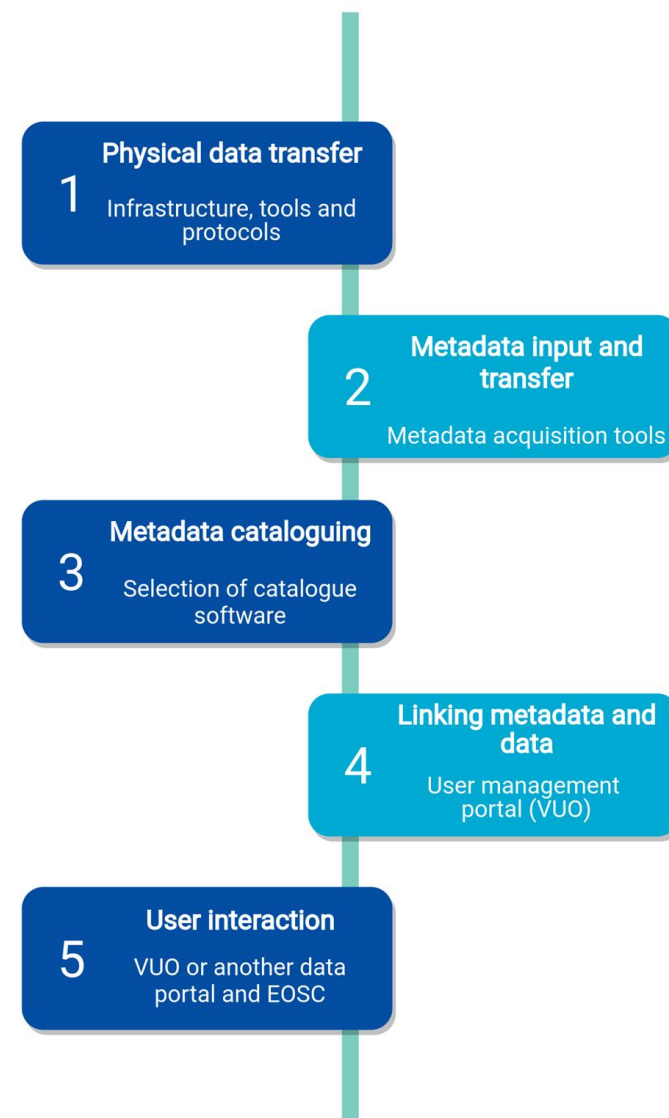 Physical data transfer
1
Infrastructure, tools and
protocols
Metadata input and
transfer
2
Metadata acquisition tools
Metadata cataloguing
3
Selection of catalogue
software
Linking metadata and
data
4
User management
portal (VUO)
User interaction
5
VUO or another data
portal and EOSC